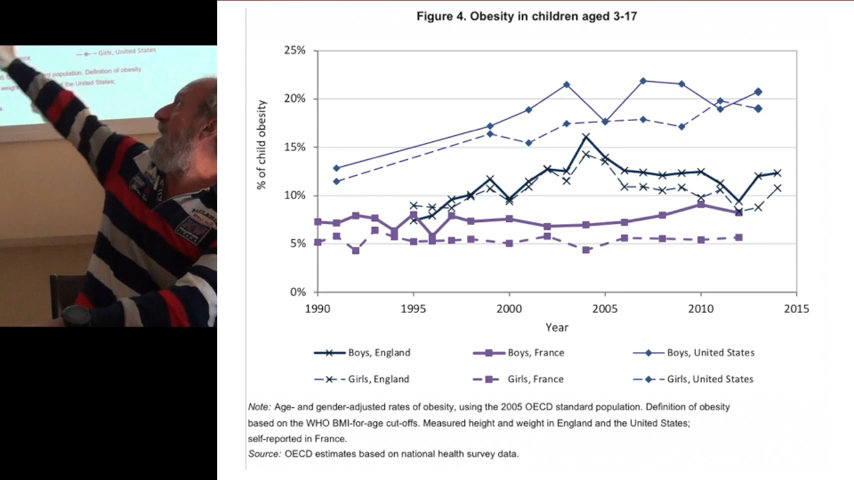 Girls, United States
population. Definition of obesity
the United States;
Figure 4. Obesity in children aged 3-17
25%
20%
15%
10%
5%
0%
% of child obesity
1990 1995 2000 2005 2010 2015
Year
Boys, England Boys, France Boys, United States
Girls, England Girls, France Girls, United States
Note: Age- and gender-adjusted rates of obesity, using the 2005 OECD standard population. Definition of obesity
based on the WHO BMI-for-age cut-offs. Measured height and weight in England and the United States;
self-reported in France.
Source: OECD estimates based on national health survey data.